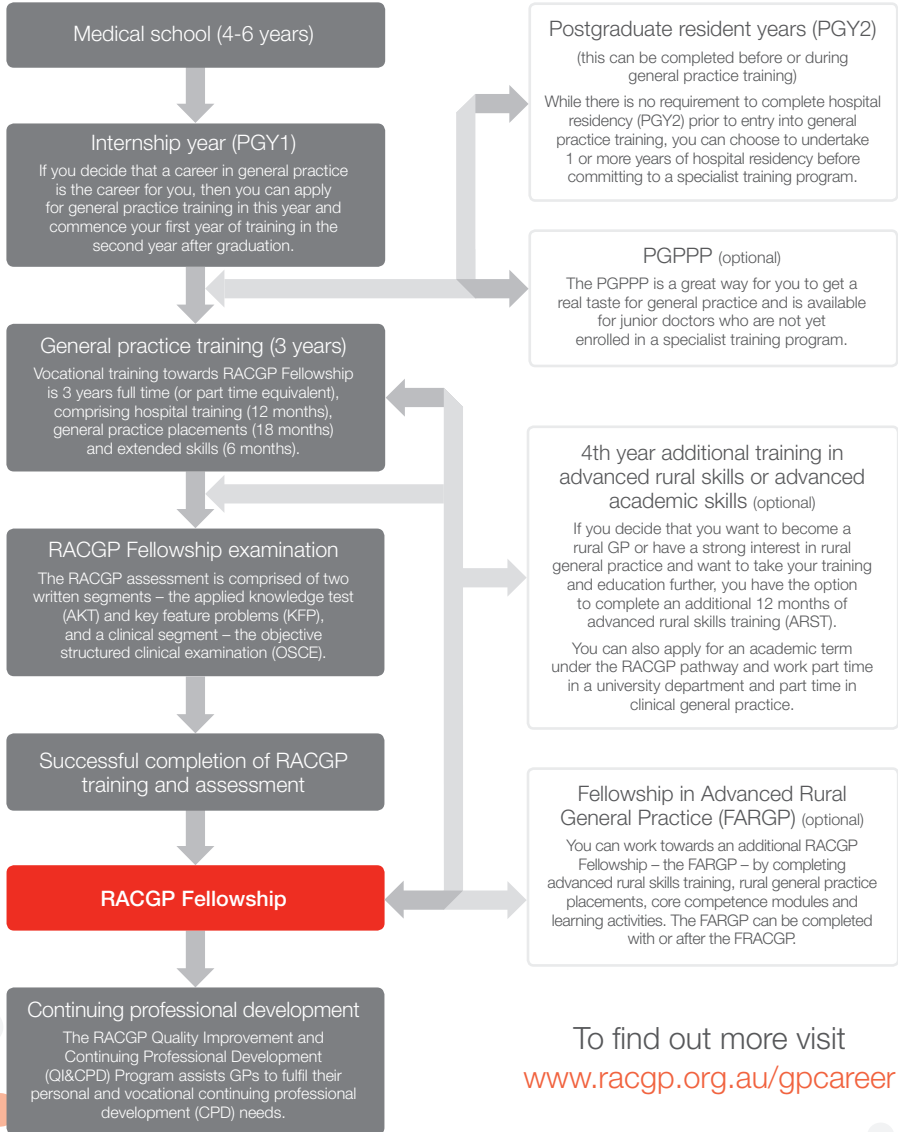 Medical school (4-6 years)
Internship year (PGY1)
If you decide that a career in general practice
is the career for you, then you can apply
for general practice training in this year and
commence your first year of training in the
second year after graduation.
General practice training (3 years)
Vocational training towards RACGP Fellowship
is 3 years full time (or part time equivalent),
comprising hospital training (12 months),
general practice placements (18 months)
and extended skills (6 months).
RACGP Fellowship examination
The RACGP assessment is comprised of two
written segments – the applied knowledge test
(AKT) and key feature problems (KFP),
and a clinical segment – the objective
structured clinical examination (OSCE).
Successful completion of RACGP
training and assessment
RACGP Fellowship
Continuing professional development
The RACGP Quality Improvement and
Continuing Professional Development
(QI&CPD) Program assists GPs to fulfil their
personal and vocational continuing professional
development (CPD) needs.
Postgraduate resident years (PGY2)
(this can be completed before or during
general practice training)
While there is no requirement to complete hospital
residency (PGY2) prior to entry into general
practice training, you can choose to undertake
1 or more years of hospital residency before
committing to a specialist training program.
PGPPP (optional)
The PGPPP is a great way for you to get a
real taste for general practice and is available
for junior doctors who are not yet
enrolled in a specialist training program.
4th year additional training in
advanced rural skills or advanced
academic skills (optional)
If you decide that you want to become a
rural GP or have a strong interest in rural
general practice and want to take your training
and education further, you have the option
to complete an additional 12 months of
advanced rural skills training (ARST).
You can also apply for an academic term
under the RACGP pathway and work part time
in a university department and part time in
clinical general practice.
Fellowship in Advanced Rural
General Practice (FARGP) (optional)
You can work towards an additional RACGP
Fellowship – the FARGP – by completing
advanced rural skills training, rural general practice
placements, core competence modules and
learning activities. The FARGP can be completed
with or after the FRACGP.
To find out more visit
www.racgp.org.au/gpcareer